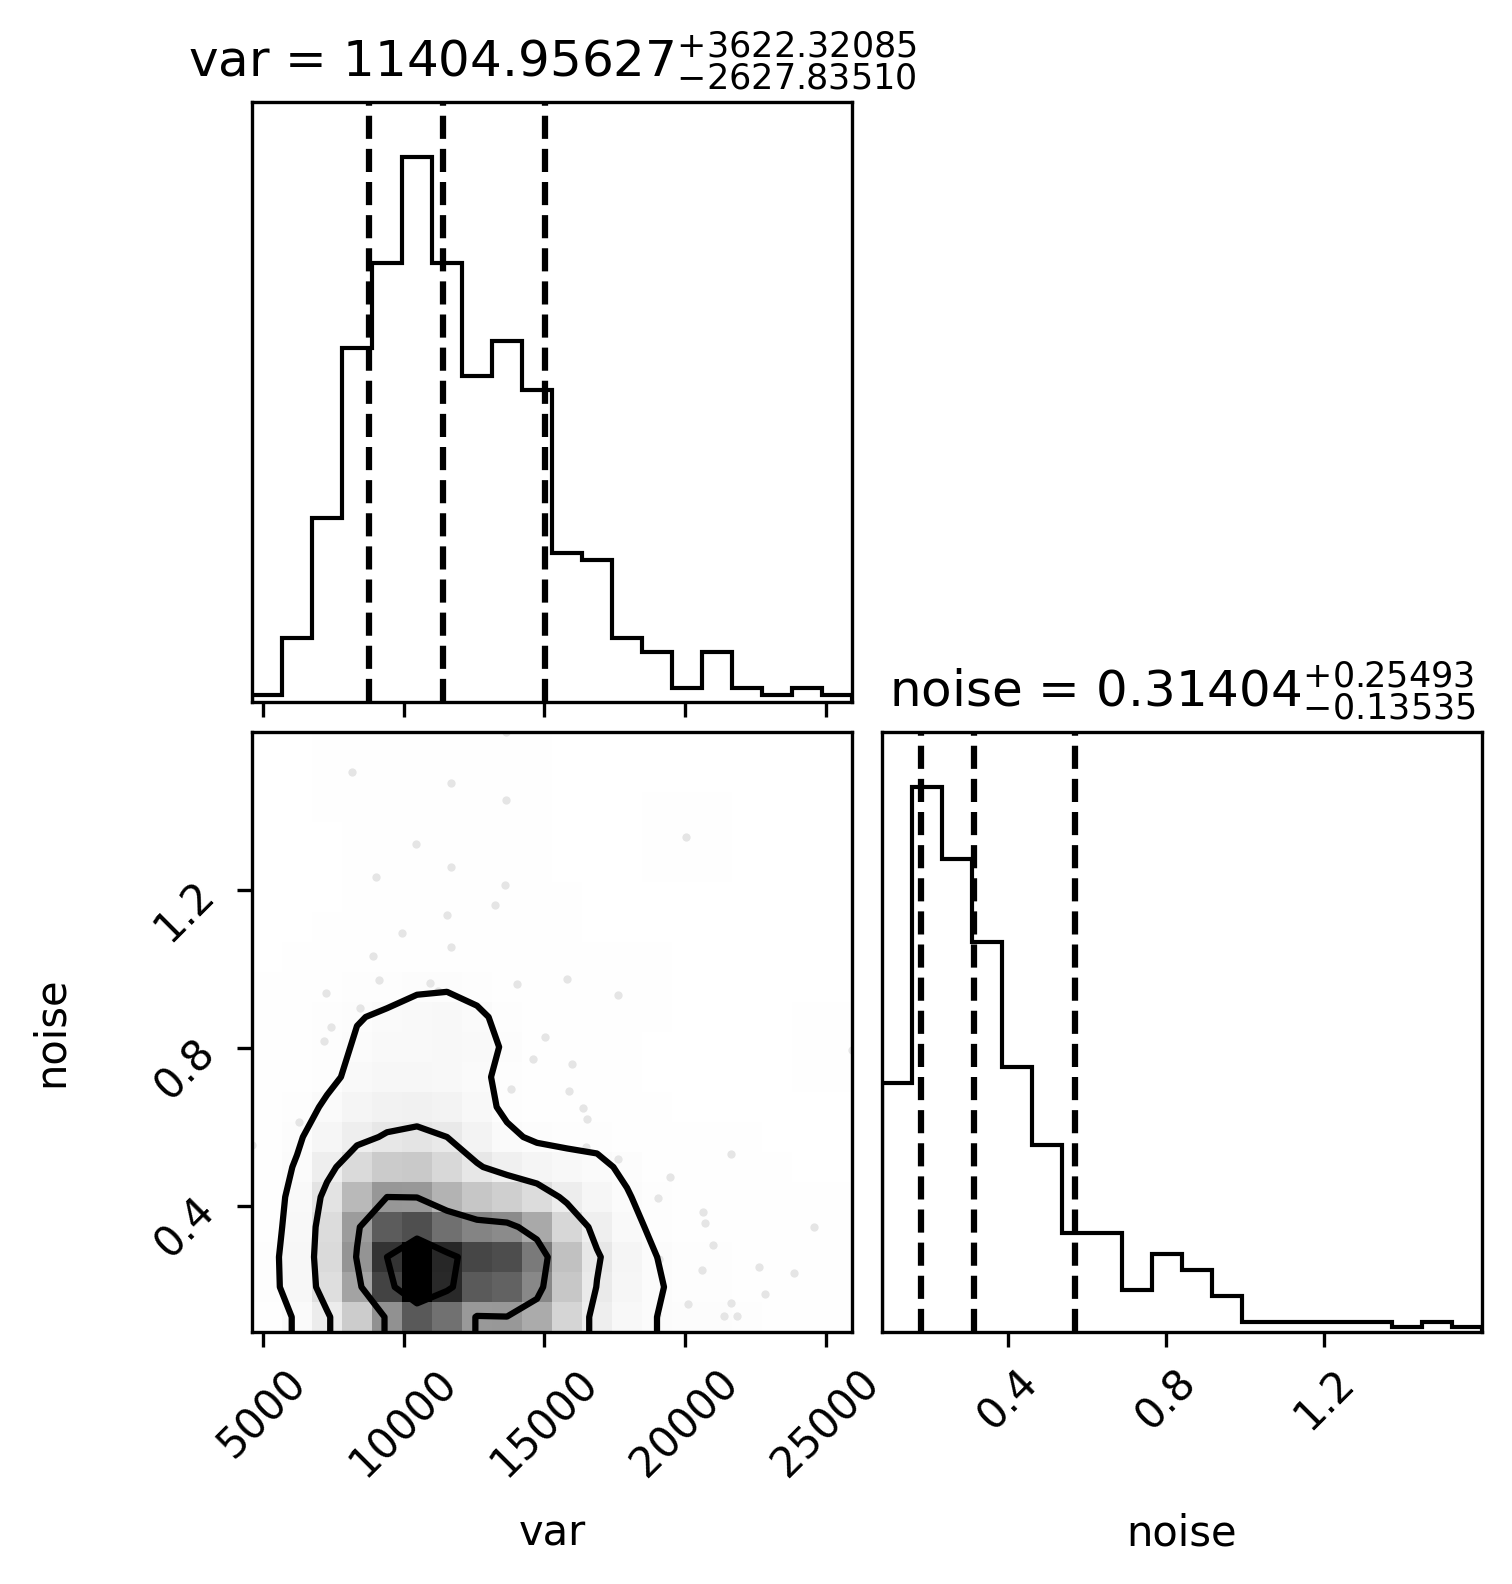 var = 11404.95627+3622.32085−2627.83510
noise = 0.31404+0.25493−0.13535
noise
1.2
0.8
0.4
5000 10000 15000 20000 25000
0.4 0.8 1.2
var
noise